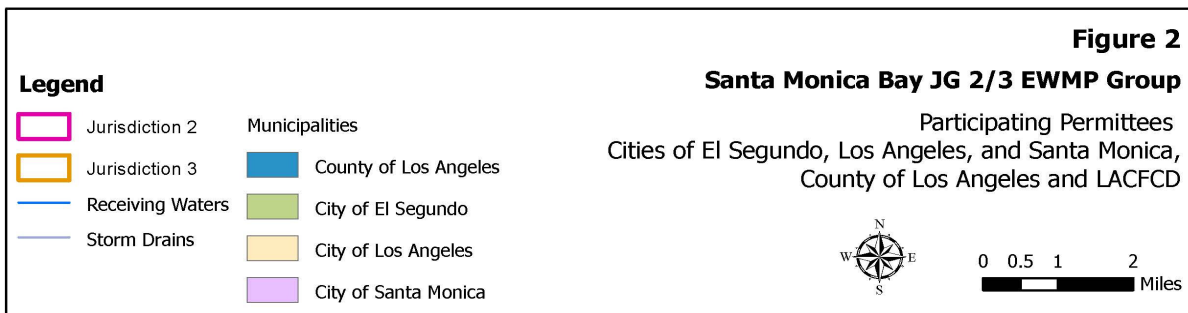 Figure 2
Santa Monica Bay JG 2/3 EWMP Group
Participating Permittees
Cities of El Segundo, Los Angeles, and Santa Monica,
County of Los Angeles and LACFCD
Legend
Jurisdiction 2
Jurisdiction 3
Receiving Waters
Storm Drains
Municipalities
County of Los Angeles
City of El Segundo
City of Los Angeles
City of Santa Monica
N
W E
S
0 0.5 1 2
Miles